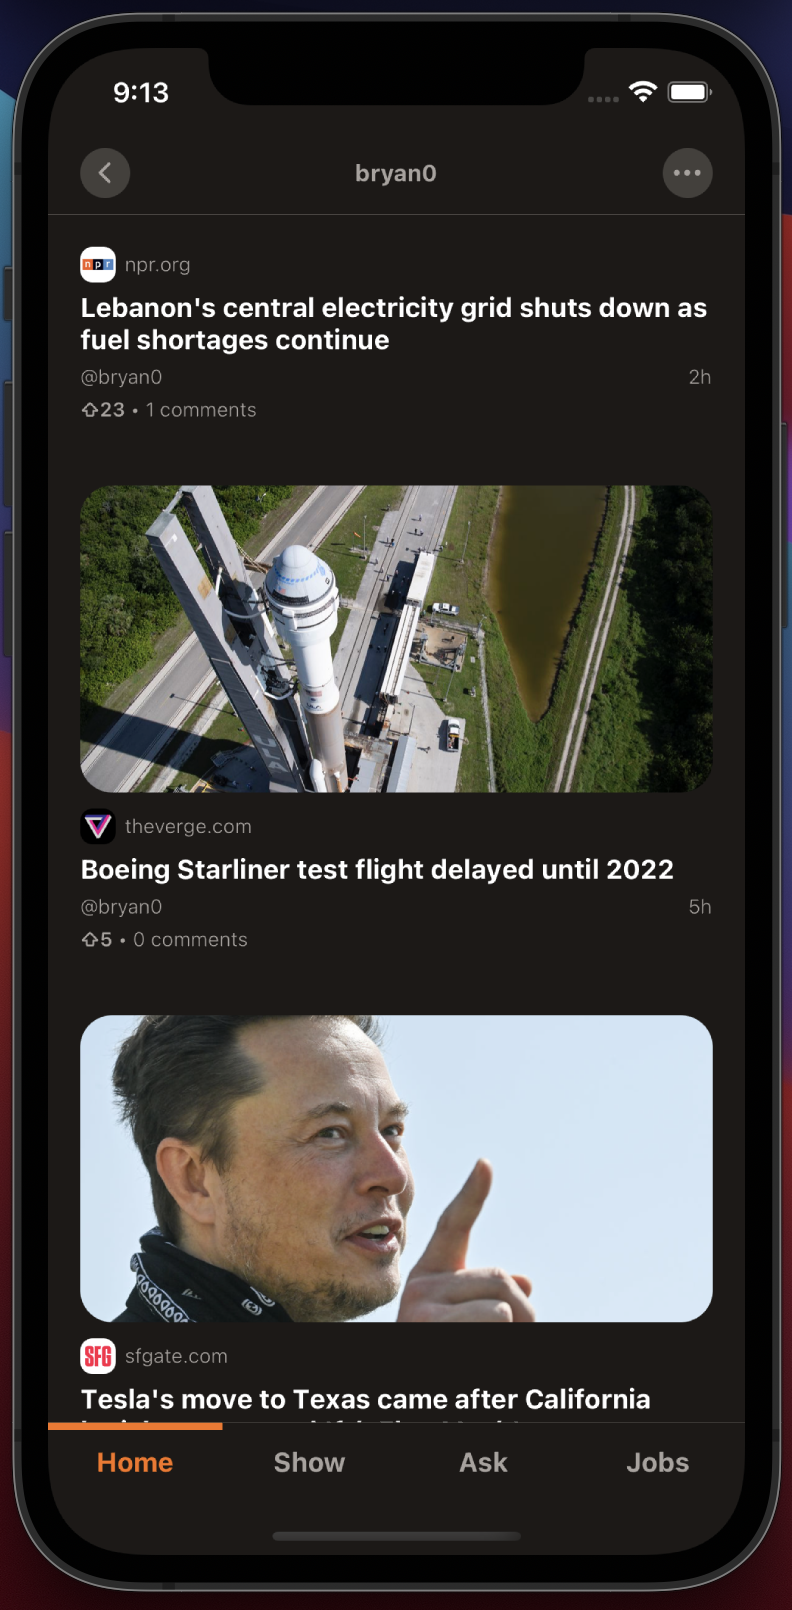 9:13
bryan0
npr
npr.org
Lebanon's central electricity grid shuts down as
fuel shortages continue
@bryan0 2h
23 • 1 comments
theverge.com
Boeing Starliner test flight delayed until 2022
@bryan0 5h
5 • 0 comments
SFG
sfgate.com
Tesla's move to Texas came after California
Home Show Ask Jobs